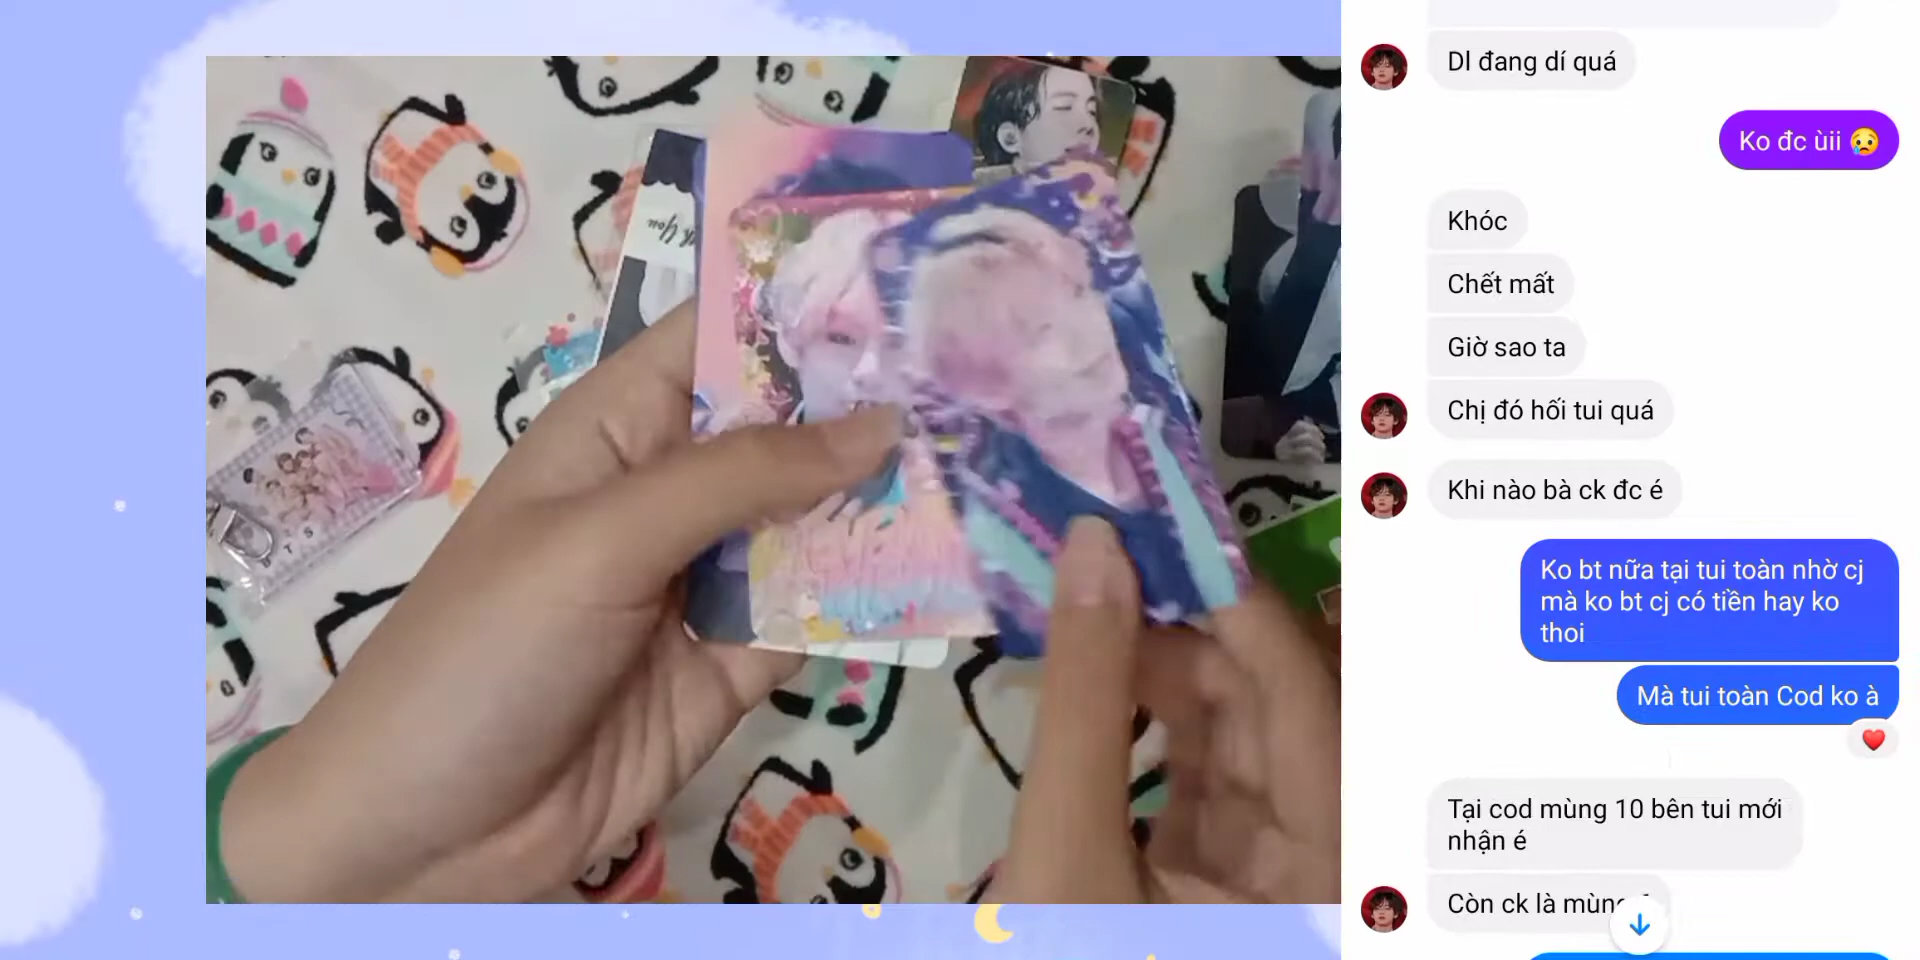 Dl đang dí quá
Ko đc ùii 😥
Khóc
Chết mất
Giờ sao ta
Chị đó hối tui quá
Khi nào bà ck đc é
Ko bt nữa tại tui toàn nhờ cj
mà ko bt cj có tiền hay ko
thoi
Mà tui toàn Cod ko à
Tại cod mùng 10 bên tui mới
nhận é
Còn ck là
You